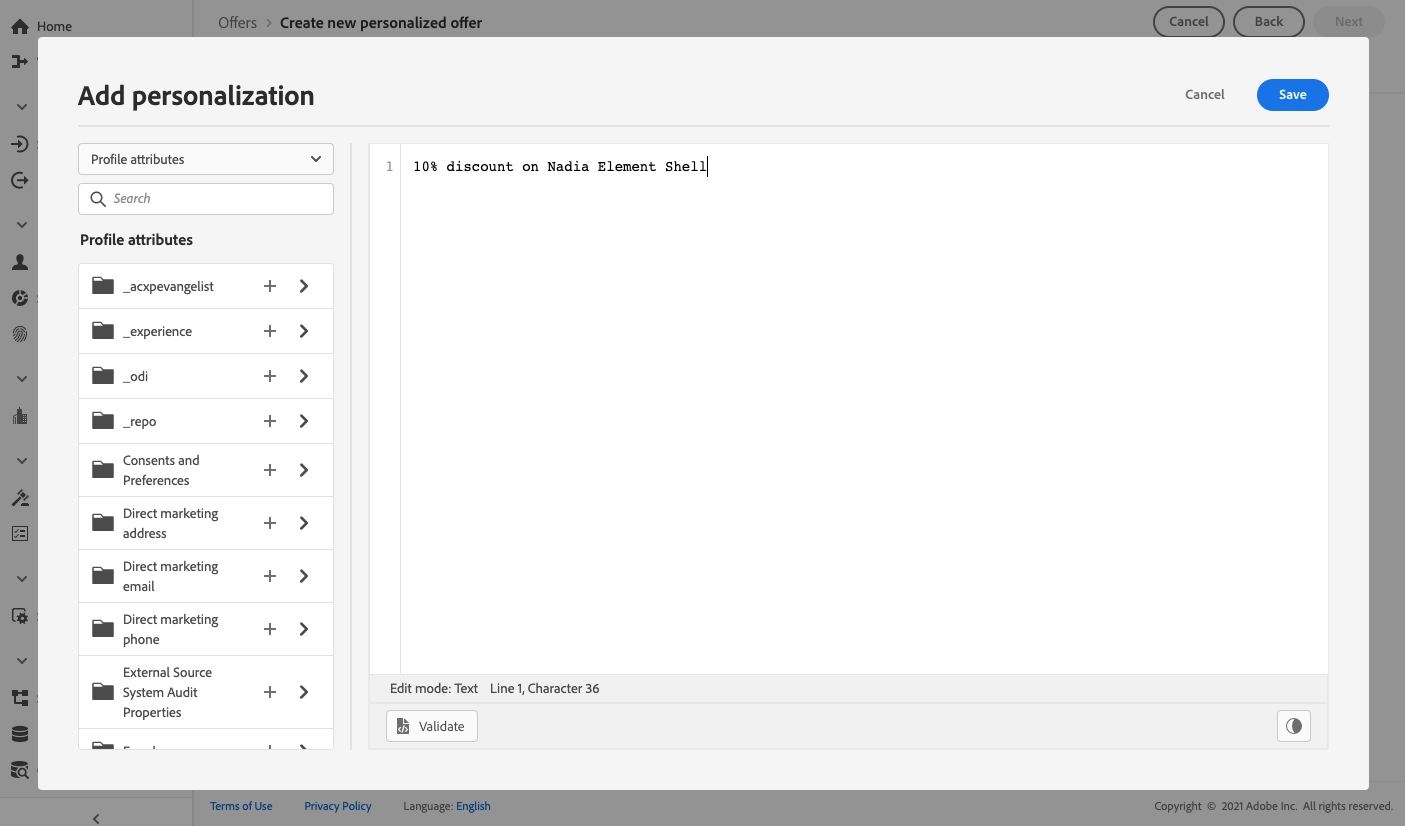 Home
Offers > Create new personalized offer
Cancel
Back
Next
Add personalization
Cancel
Save
Profile attributes
Search
Profile attributes
_acxpevangelist
_experience
_odi
_repo
Consents and
Preferences
Direct marketing
address
Direct marketing
email
Direct marketing
phone
External Source
System Audit
Properties
1 10% discount on Nadia Element Shell
Edit mode: Text Line 1, Character 36
Validate
Terms of Use
Privacy Policy
Language: English
Copyright © 2021 Adobe Inc. All rights reserved.